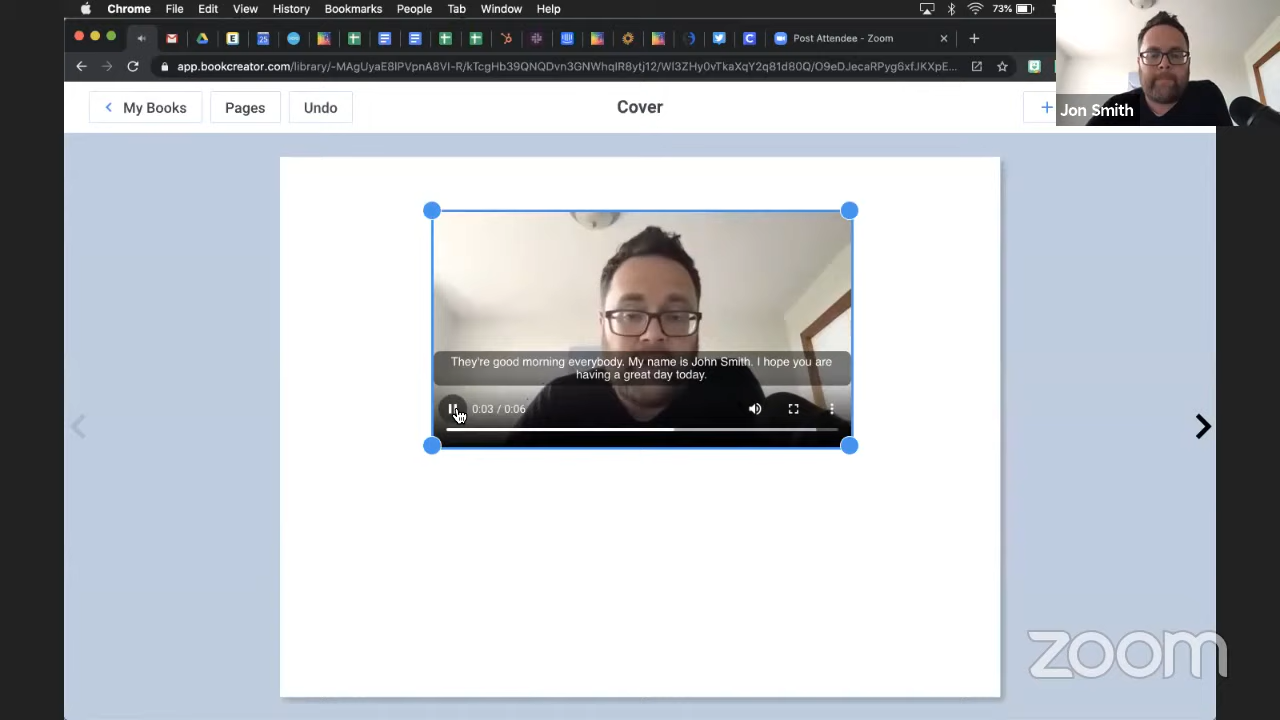 Chrome File Edit View History Bookmarks People Tab Window Help 73%
Post Attendee - Zoom
app.bookcreator.com/library/-MAgUyaE8IPVpnA8VI-R/kTcgHb39QNQDvn3GNWhqIR8ytj12/WI3ZHy0vTkaXqY2q81d80Q/O9eDJecaRPyg6xfJKXpE...
My Books Pages Undo Cover
Jon Smith
They're good morning everybody. My name is John Smith. I hope you are
having a great day today.
0:03 / 0:06
zoom